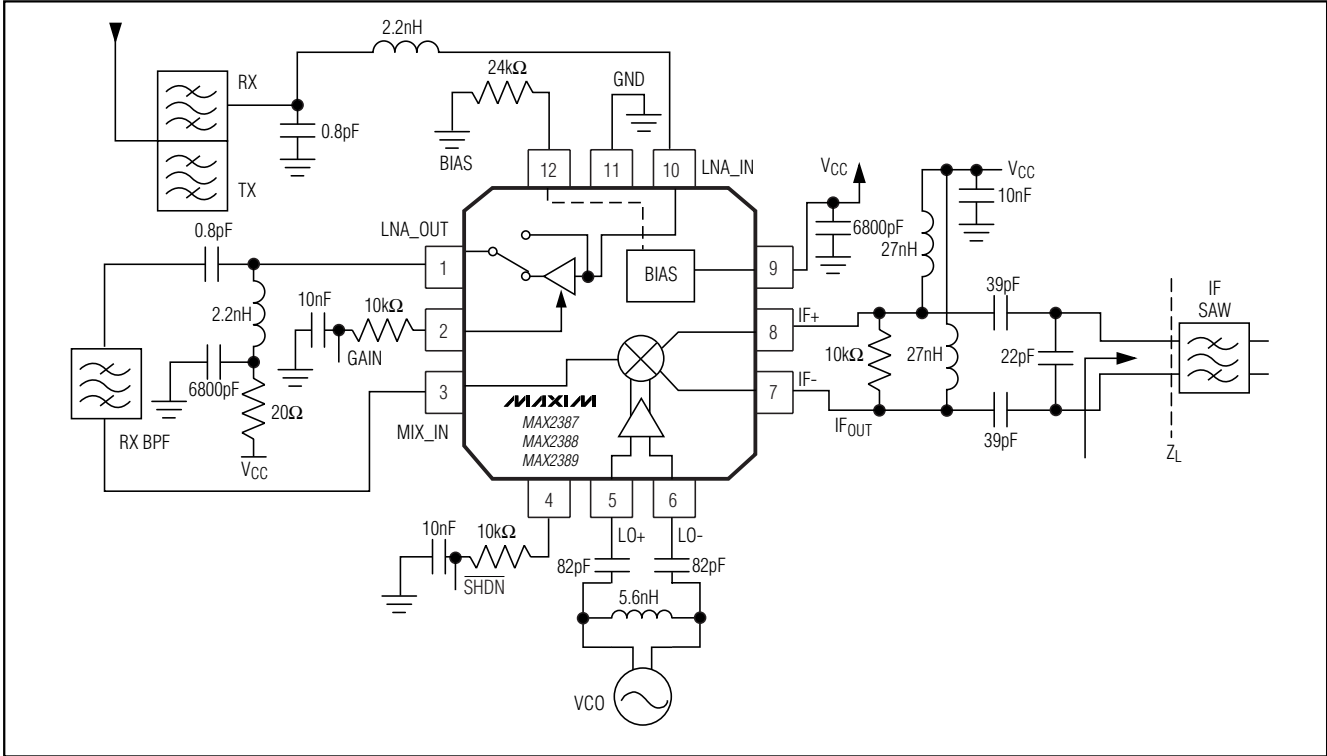 2.2nH
RX
24kΩ
GND
0.8pF
BIAS
TX
12
11
10
LNA_IN
VCC
VCC
10nF
6800pF
27nH
0.8pF
LNA_OUT
1
BIAS
9
2.2nH
10nF
10kΩ
2
GAIN
IF+
8
39pF
IF
SAW
10kΩ
27nH
22pF
6800pF
20Ω
3
IF-
7
RX BPF
MIX_IN
MAXIM
MAX2387
MAX2388
MAX2389
IFOUT
39pF
VCC
ZL
4
5
6
10nF
10kΩ
LO+
LO-
SHDN
82pF
82pF
5.6nH
VCO